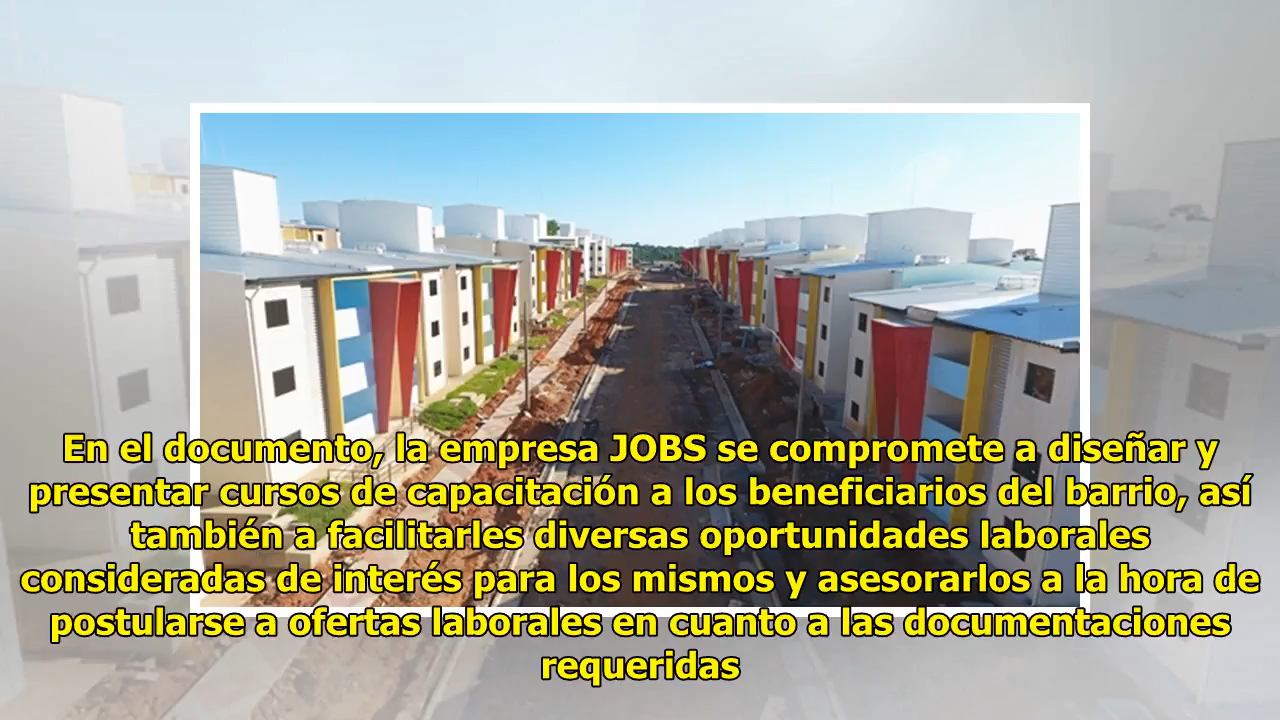 En el documento, la empresa JOBS se compromete a diseñar y
presentar cursos de capacitación a los beneficiarios del barrio, así
también a facilitarles diversas oportunidades laborales
consideradas de interés para los mismos y asesorarlos a la hora de
postularse a ofertas laborales en cuanto a las documentaciones
requeridas